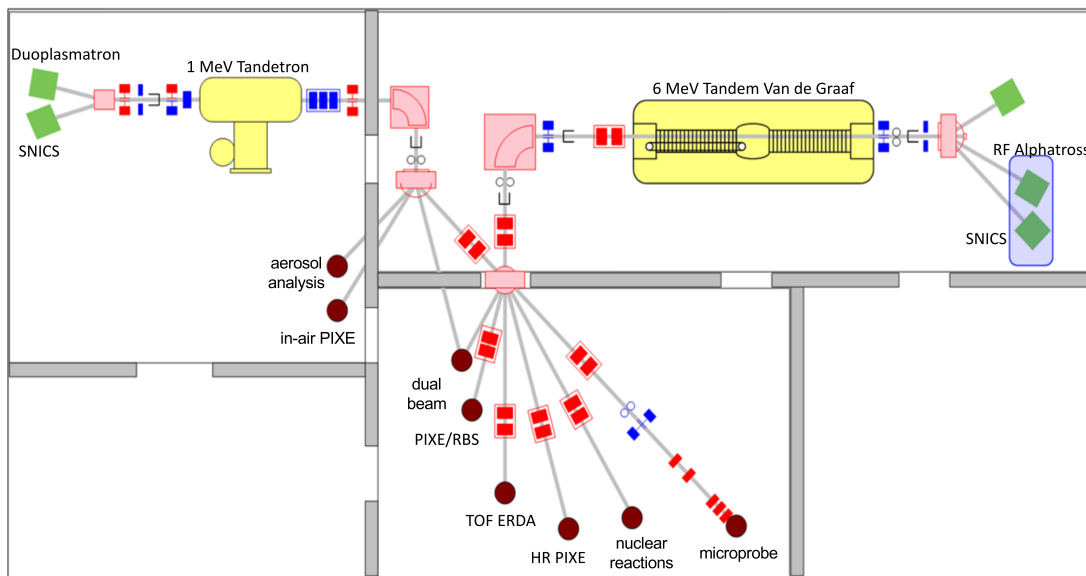 Duoplasmatron
1 MeV Tandetron
SNICS
6 MeV Tandem Van de Graaf
RF Alphatross
SNICS
aerosol
analysis
in-air PIXE
dual
beam
PIXE/RBS
TOF ERDA
HR PIXE
nuclear
reactions
microprobe